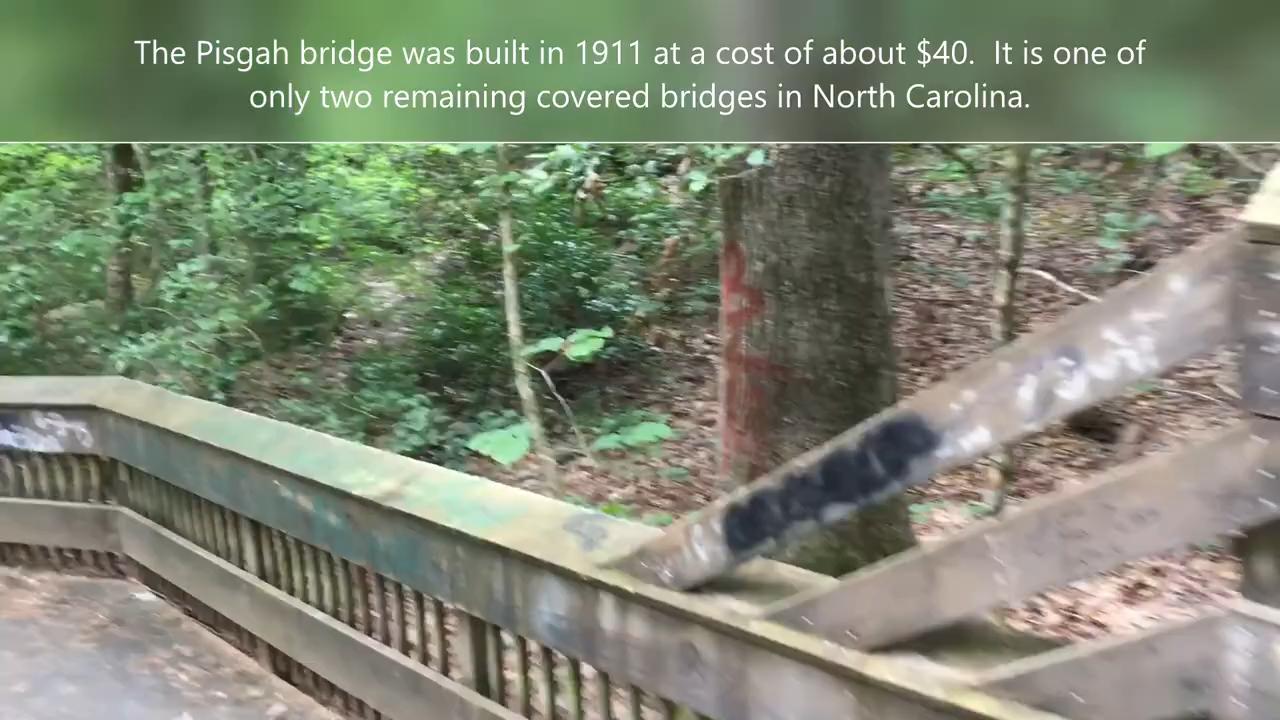 The Pisgah bridge was built in 1911 at a cost of about $40.  It is one of
only two remaining covered bridges in North Carolina.